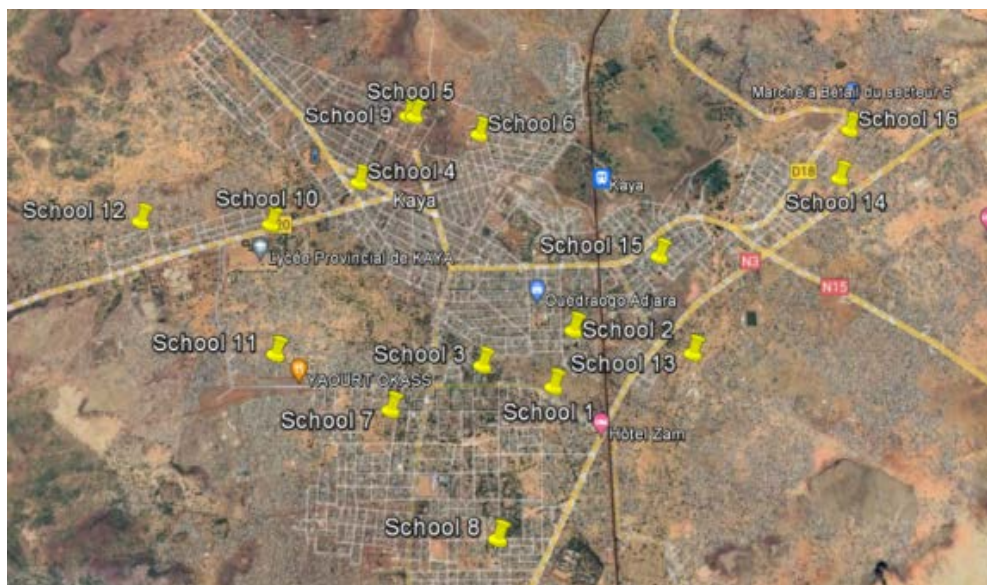 School 5
Marché à Bétail du secteur 6
School 9
School 6
School 16
School 4
D18
Kaya
Kaya
School 14
School 12
School 10
20
School 15
Lycée Provincial de KAYA
N3
N15
Ouedraogo Adjara
School 2
School 11
School 3
School 13
YAOURT OKASS
School 7
School 1
Hôtel Zam
School 8